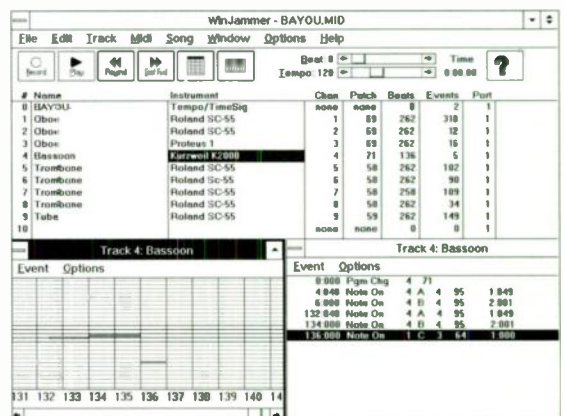 WinJammer - BAYOU.MID
File Edit Track Midi Song Window Options Help
Record Play Rewind Fast Fwd Beat: 0 Time
Tempo: 120 0:00.00 ?
# Name Instrument Chan Patch Beats Events Port
0 BAYOU- Tempo/TimeSig none none 0 2 1
1 Oboe Roland SC-55 1 69 262 310 1
2 Oboe Roland SC-55 2 69 262 12 1
3 Oboe Proteus 1 3 69 262 16 1
4 Bassoon Kurzweil K2000 4 71 136 5 1
5 Trombone Roland SC-55 5 58 262 102 1
6 Trombone Roland SC-55 6 58 262 90 1
7 Trombone Roland SC-55 7 58 258 109 1
8 Trombone Roland SC-55 8 58 262 34 1
9 Tuba Roland SC-55 9 59 262 149 1
10 none none 0 0 1
Track 4: Bassoon
Event Options
131 132 133 134 135 136 137 138 139 140 14
Track 4: Bassoon
Event Options
0:000 Pgm Chg 4 71
4:048 Note On 4 A 4 95 1:049
6:000 Note On 4 B 4 95 2:001
132:048 Note On 4 A 4 95 1:049
134:000 Note On 4 B 4 95 2:001
136:000 Note On 1 C 3 64 1:000